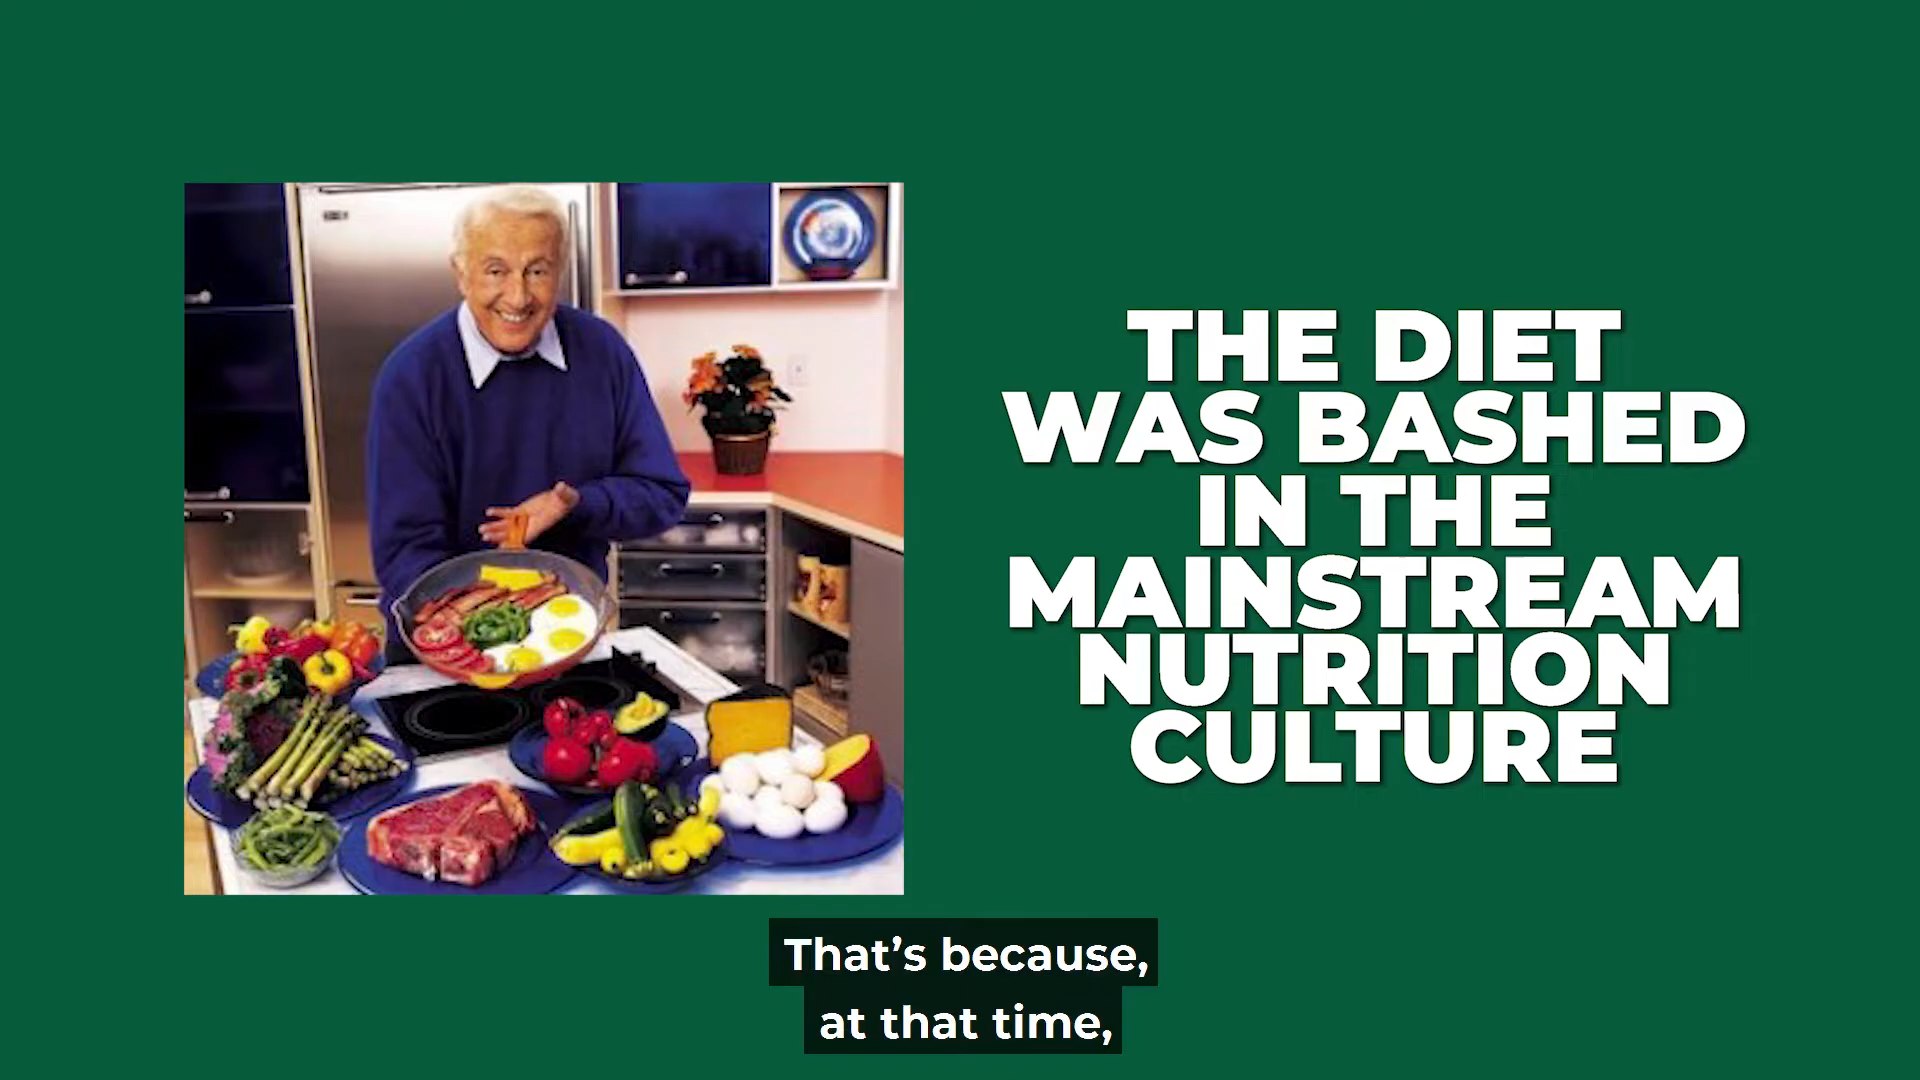 THE DIET
WAS BASHED
IN THE
MAINSTREAM
NUTRITION
CULTURE
That’s because,
at that time,